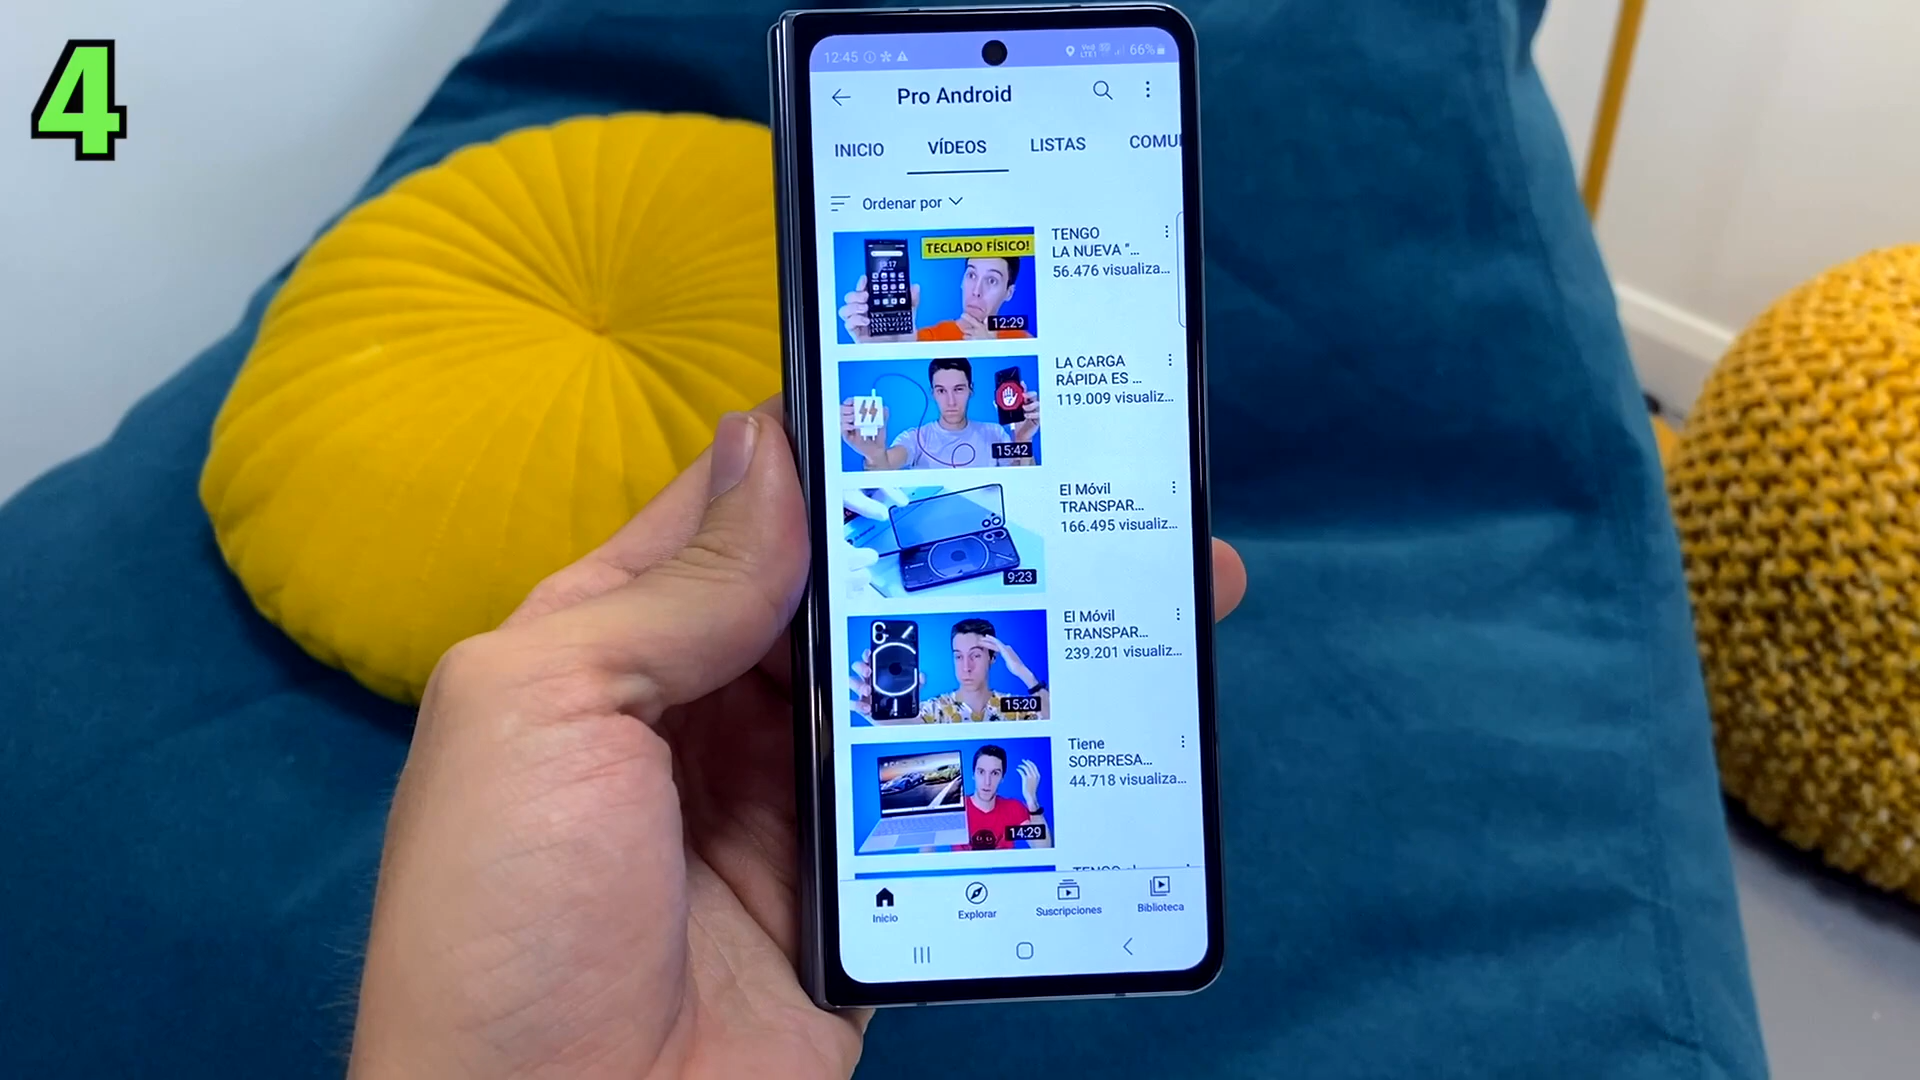 4
12:45
66%
Pro Android
INICIO
VÍDEOS
LISTAS
COMU
Ordenar por
TECLADO FÍSICO!
12:29
TENGO
LA NUEVA "...
56.476 visualiza...
15:42
LA CARGA
RÁPIDA ES ...
119.009 visualiz...
9:23
El Móvil
TRANSPAR...
166.495 visualiz...
15:20
El Móvil
TRANSPAR...
239.201 visualiz...
14:29
Tiene
SORPRESA...
44.718 visualiza...
Inicio
Explorar
Suscripciones
Biblioteca